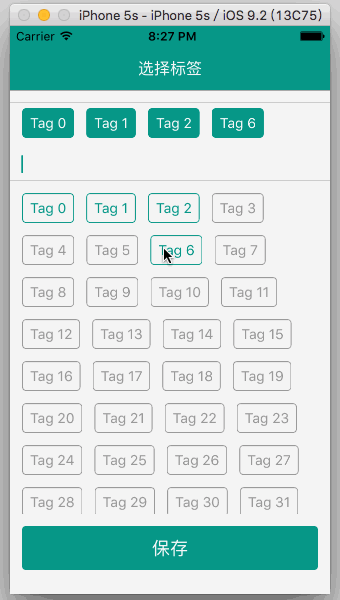 iPhone 5s - iPhone 5s / iOS 9.2 (13C75)
Carrier 8:27 PM
选择标签
Tag 0 Tag 1 Tag 2 Tag 6
Tag 0 Tag 1 Tag 2 Tag 3
Tag 4 Tag 5 Tag 6 Tag 7
Tag 8 Tag 9 Tag 10 Tag 11
Tag 12 Tag 13 Tag 14 Tag 15
Tag 16 Tag 17 Tag 18 Tag 19
Tag 20 Tag 21 Tag 22 Tag 23
Tag 24 Tag 25 Tag 26 Tag 27
Tag 28 Tag 29 Tag 30 Tag 31
保存